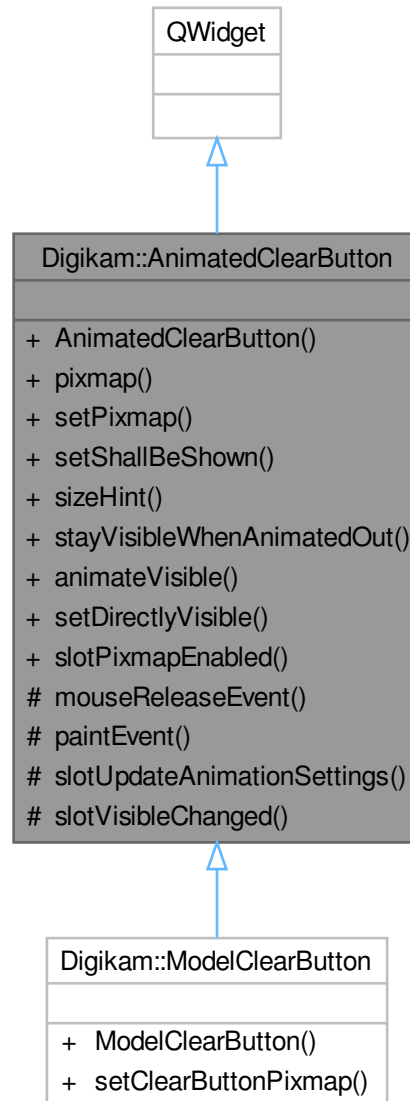 QWidget
Digikam::AnimatedClearButton
+ AnimatedClearButton()
+ pixmap()
+ setPixmap()
+ setShallBeShown()
+ sizeHint()
+ stayVisibleWhenAnimatedOut()
+ animateVisible()
+ setDirectlyVisible()
+ slotPixmapEnabled()
# mouseReleaseEvent()
# paintEvent()
# slotUpdateAnimationSettings()
# slotVisibleChanged()
Digikam::ModelClearButton
+ ModelClearButton()
+ setClearButtonPixmap()